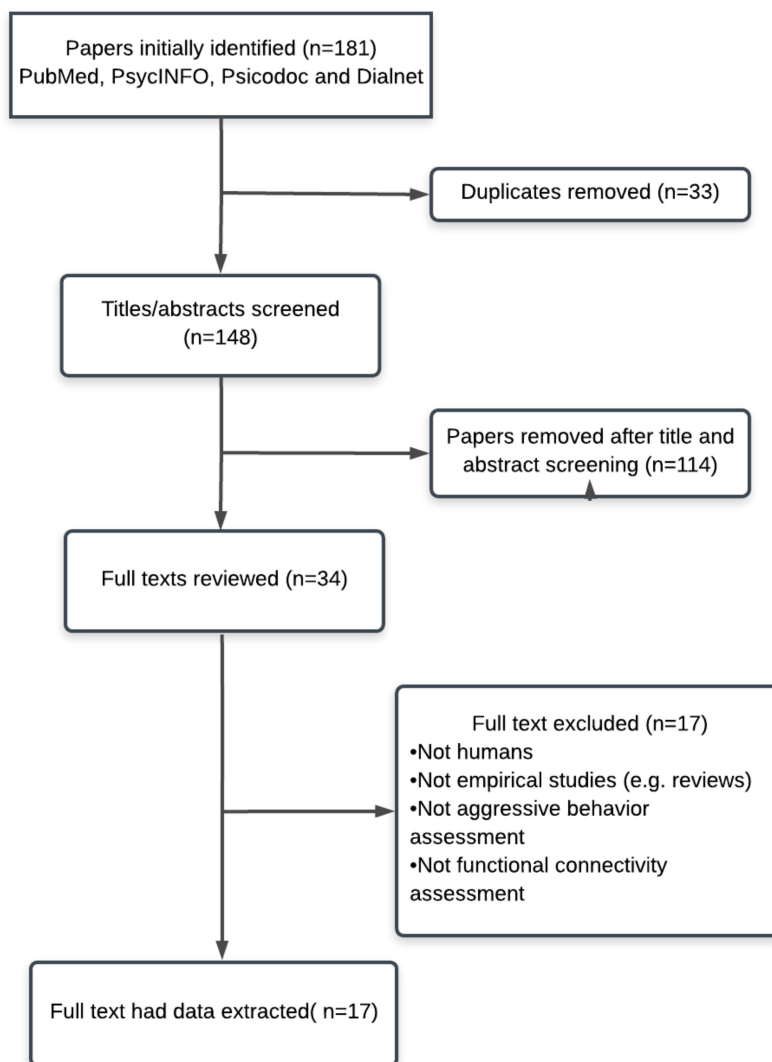 Papers initially identified (n=181)
PubMed, PsycINFO, Psicodoc and Dialnet
Duplicates removed (n=33)
Titles/abstracts screened
(n=148)
Papers removed after title and
abstract screening (n=114)
Full texts reviewed (n=34)
Full text excluded (n=17)
•Not humans
•Not empirical studies (e.g. reviews)
•Not aggressive behavior
assessment
•Not functional connectivity
assessment
Full text had data extracted( n=17)